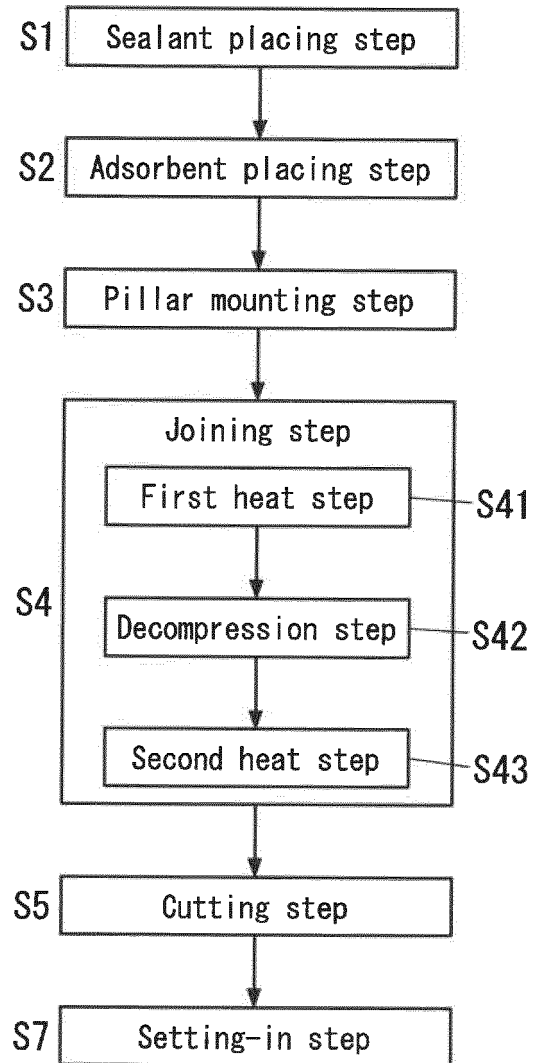 S1 Sealant placing step
S2 Adsorbent placing step
S3 Pillar mounting step
Joining step
First heat step S41
S4
Decompression step S42
Second heat step S43
S5 Cutting step
S7 Setting-in step